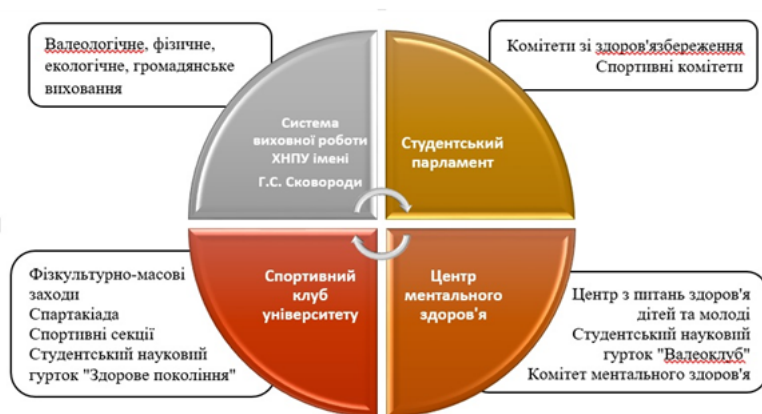 Валеологічне, фізичне,
екологічне, громадянське
виховання
Комітети зі здоров'язбереження
Спортивні комітети
Система
виховної роботи
ХНПУ імені
Г.С. Сковороди
Студентський
парламент
Спортивний
клуб
університету
Центр
ментального
здоров'я
Фізкультурно-масові
заходи
Спартакіада
Спортивні секції
Студентський науковий
гурток "Здорове покоління"
Центр з питань здоров'я
дітей та молоді
Студентський науковий
гурток "Валеоклуб"
Комітет ментального здоров'я